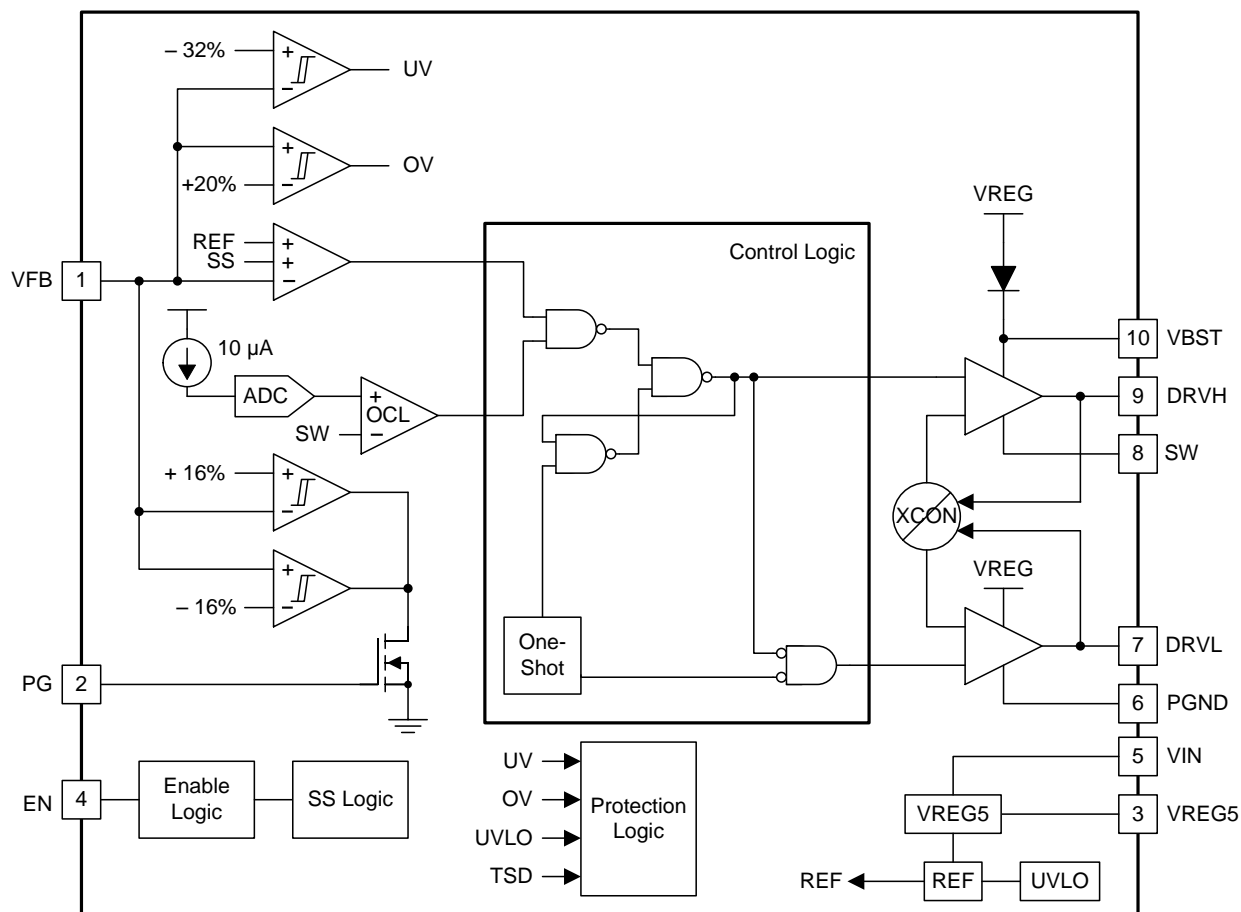 – 32%
+
–
UV
+
+20%
–
OV
REF
SS
+
+
–
VFB
1
10 µA
ADC
SW
+
OCL
–
+ 16%
+
–
+
– 16%
–
PG
2
EN
4
Enable
Logic
SS Logic
Control Logic
One-
Shot
UV
OV
UVLO
TSD
Protection
Logic
VREG
10
VBST
9
DRVH
8
SW
XCON
VREG
7
DRVL
6
PGND
5
VIN
VREG5
3
VREG5
REF
REF
UVLO